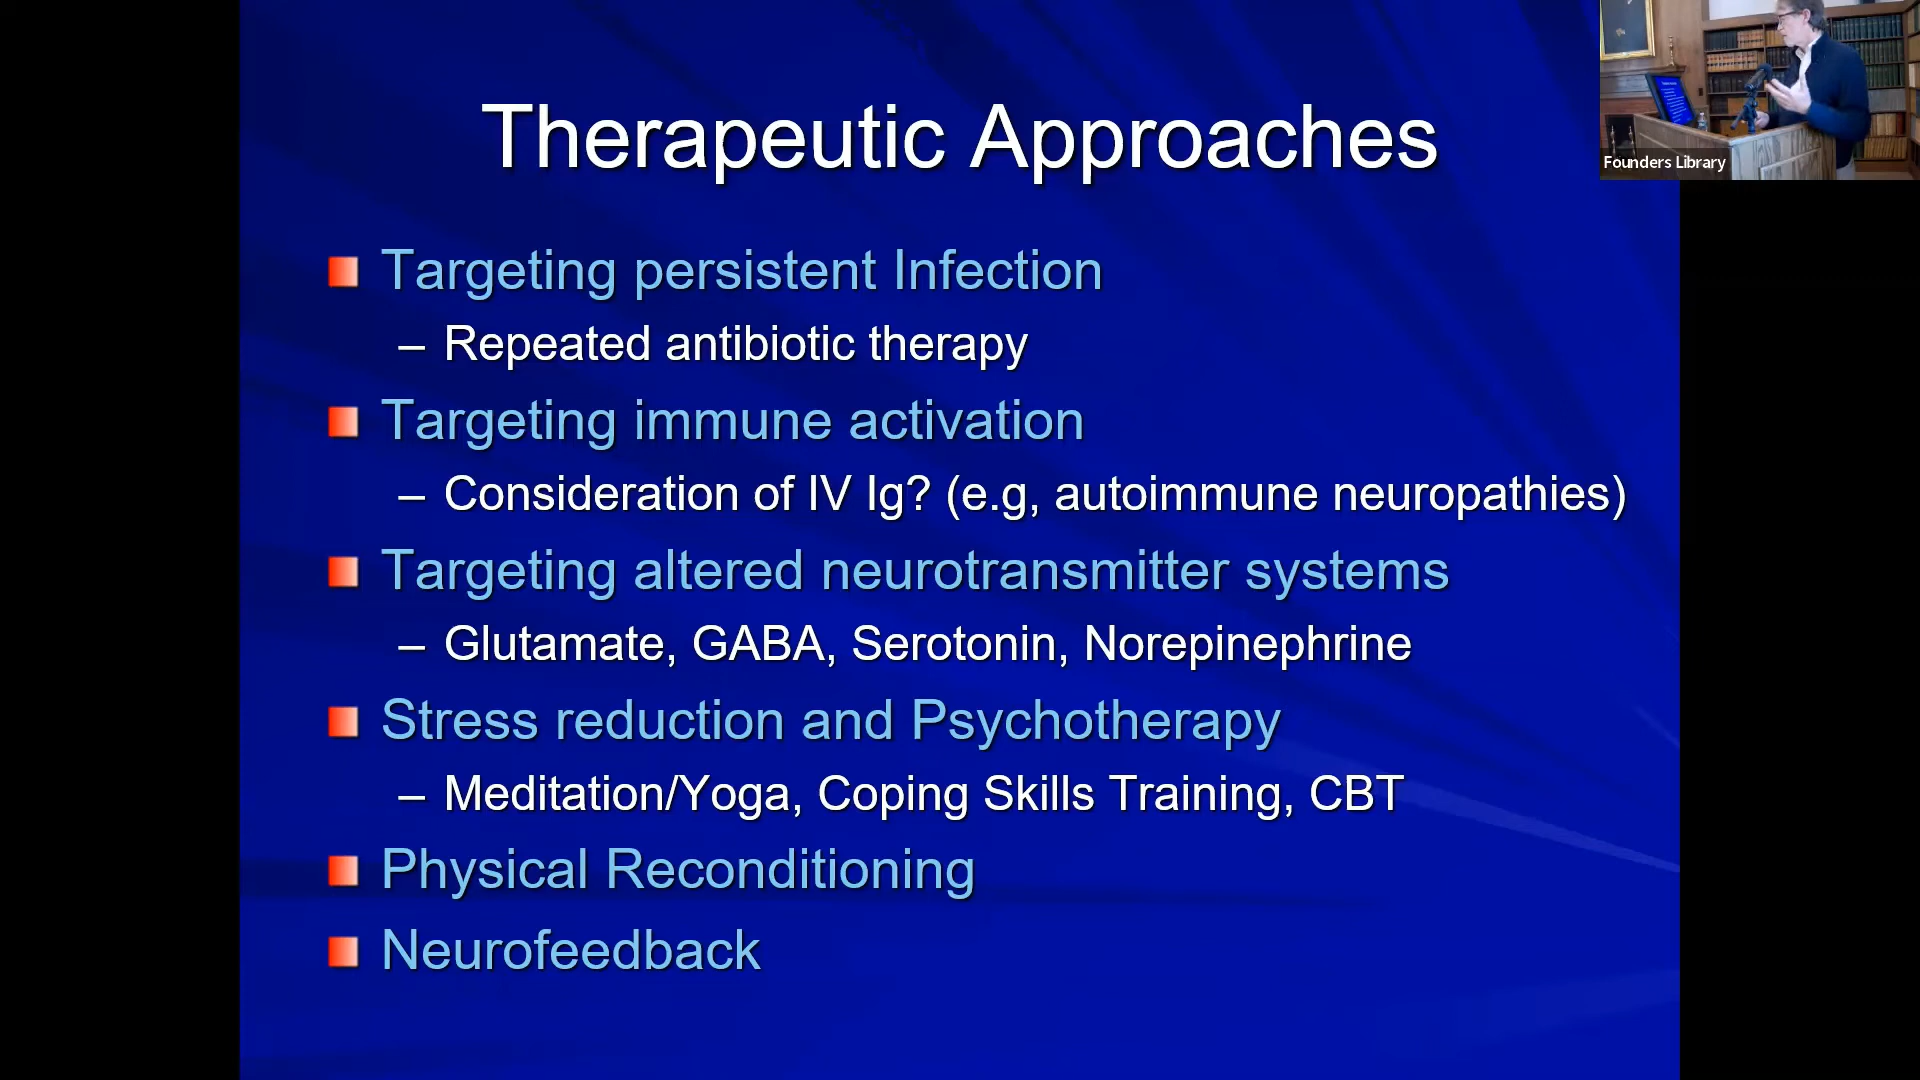 Therapeutic Approaches
Founders Library
Targeting persistent Infection
– Repeated antibiotic therapy
Targeting immune activation
– Consideration of IV Ig? (e.g, autoimmune neuropathies)
Targeting altered neurotransmitter systems
– Glutamate, GABA, Serotonin, Norepinephrine
Stress reduction and Psychotherapy
– Meditation/Yoga, Coping Skills Training, CBT
Physical Reconditioning
Neurofeedback